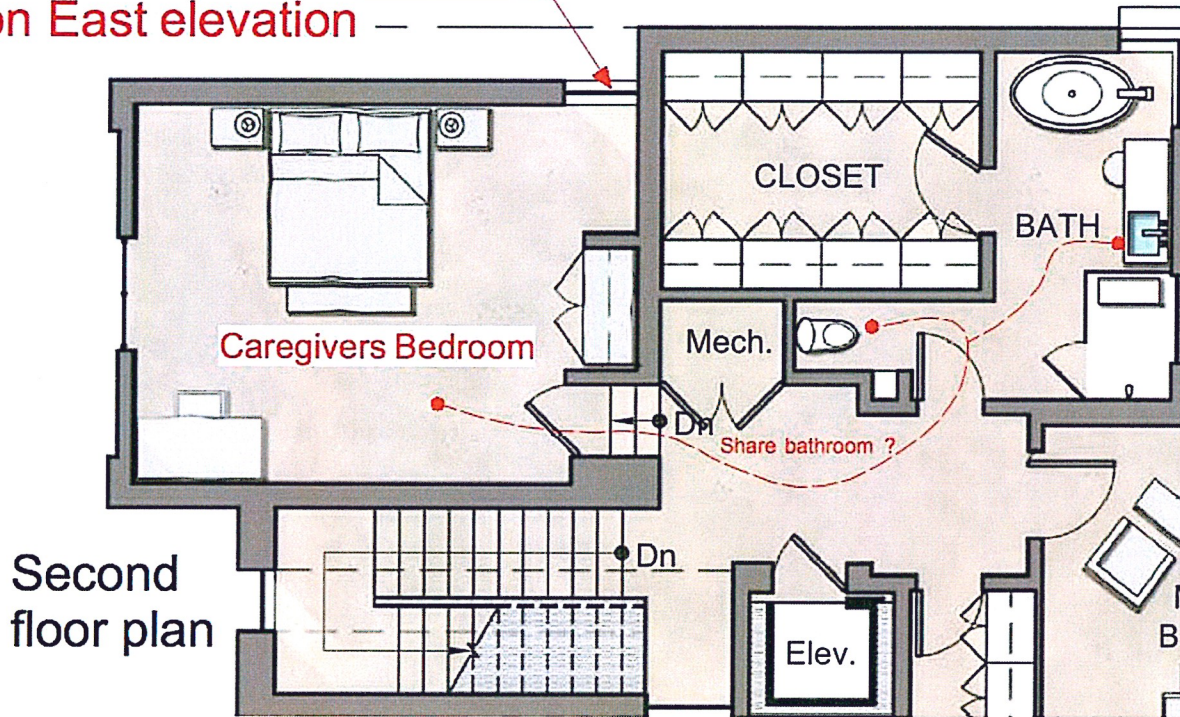 on East elevation
CLOSET
BATH
Caregivers Bedroom
Mech.
Dn
Share bathroom ?
Dn
Second
floor plan
Elev.
B